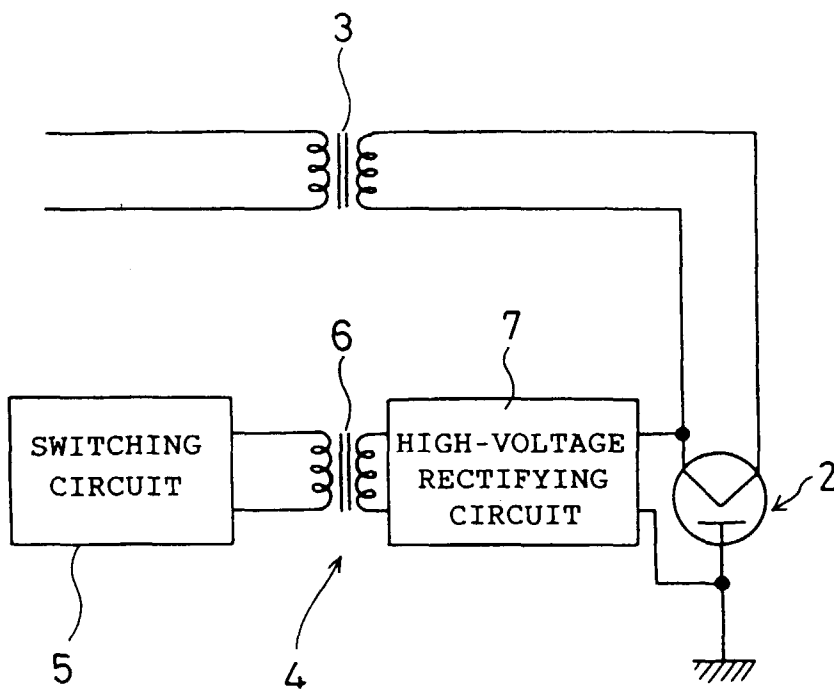 3
6
7
SWITCHING
CIRCUIT
HIGH-VOLTAGE
RECTIFYING
CIRCUIT
2
5
4